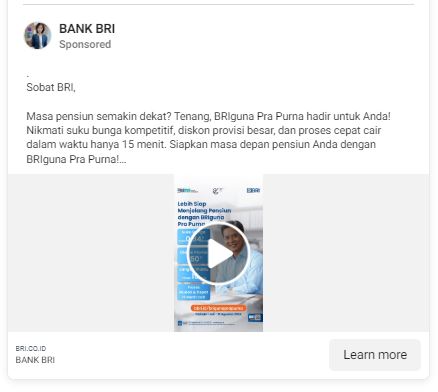 BANK BRI
Sponsored
.
Sobat BRI,
Masa pensiun semakin dekat? Tenang, BRIguna Pra Purna hadir untuk Anda!
Nikmati suku bunga kompetitif, diskon provisi besar, dan proses cepat cair
dalam waktu hanya 15 menit. Siapkan masa depan pensiun Anda dengan
BRIguna Pra Purna!...
BRI
Lebih Siap
Menjelang Pensiun
dengan BRIguna
Pro Purna
BRI.CO.ID
BANK BRI
Learn more